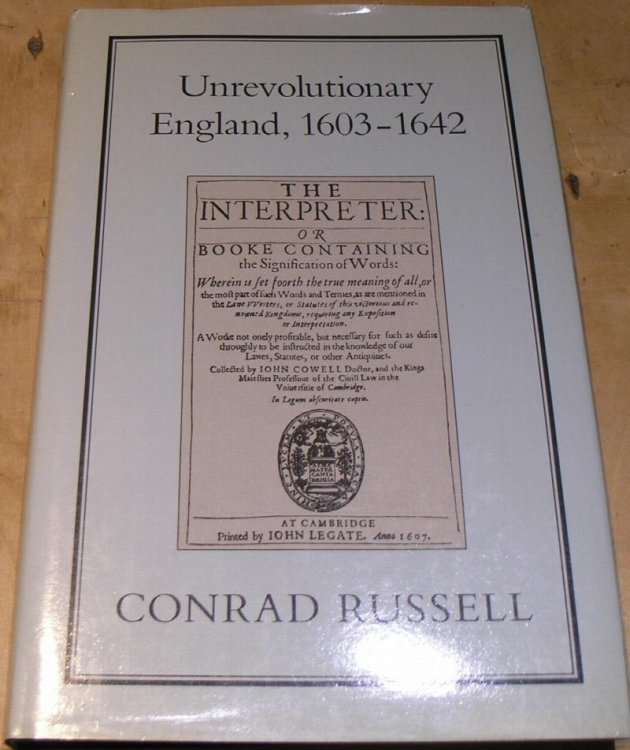 Unrevolutionary
England, 1603–1642
THE
INTERPRETER:
OR
BOOKE CONTAINING
the Signification of Words:
Wherein is set foorth the true meaning of all, or
the most part of such Words and Termes, as are mentioned in
the Lawe VVriters, or Statutes of this victorious and re-
nowned Kingdome, requiring any Exposition
or Interpretation.
A Worke not onely profitable, but necessary for such as desire
throughly to be instructed in the knowledge of our
Lawes, Statutes, or other Antiquities.
Collected by IOHN COWELL Doctor, and the Kings
Maiesties Professour of the Civill Law in the
Vniuersitie of Cambridge.
In Legum obscuritate captio.
ALMA
MATER
CANTA
BRIGIA
AT CAMBRIDGE
Printed by IOHN LEGATE. Anno 1607.
CONRAD RUSSELL